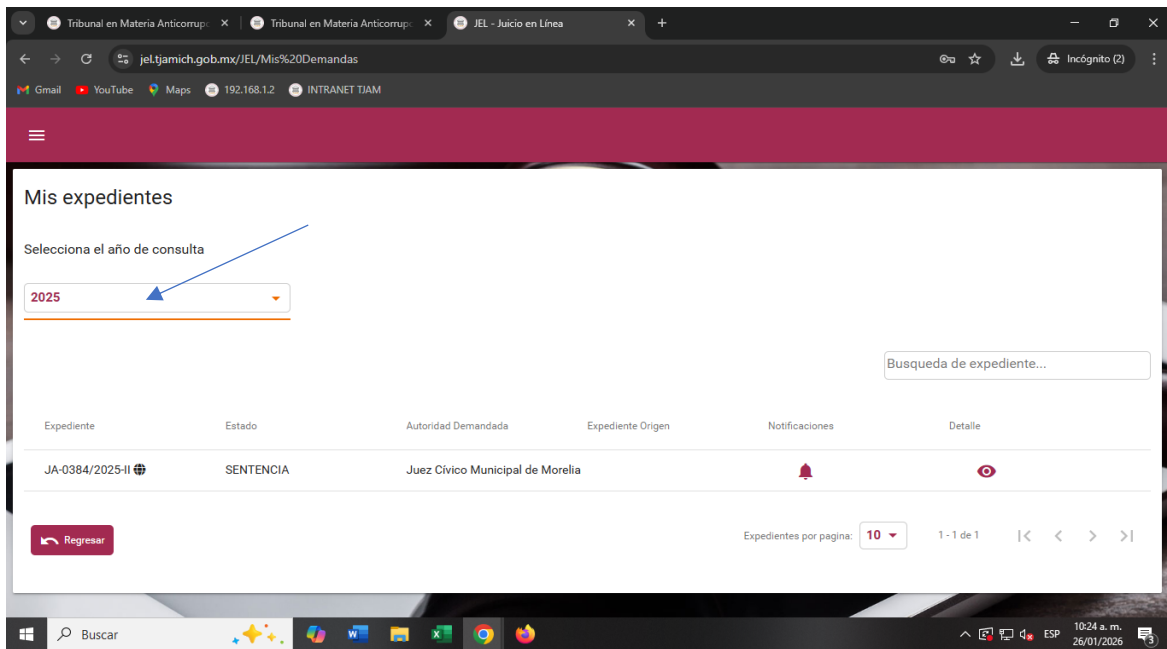 Tribunal en Materia Anticorrupc
Tribunal en Materia Anticorrupc
JEL - Juicio en Línea
jel.tjamich.gob.mx/JEL/Mis%20Demandas
Incógnito (2)
Gmail YouTube Maps 192.168.1.2 INTRANET TJAM
Mis expedientes
Selecciona el año de consulta
2025
Busqueda de expediente...
Expediente Estado Autoridad Demandada Expediente Origen Notificaciones Detalle
JA-0384/2025-II SENTENCIA Juez Cívico Municipal de Morelia
Regresar
Expedientes por pagina: 10 1 - 1 de 1
Buscar
ESP
10:24 a. m.
26/01/2026
3